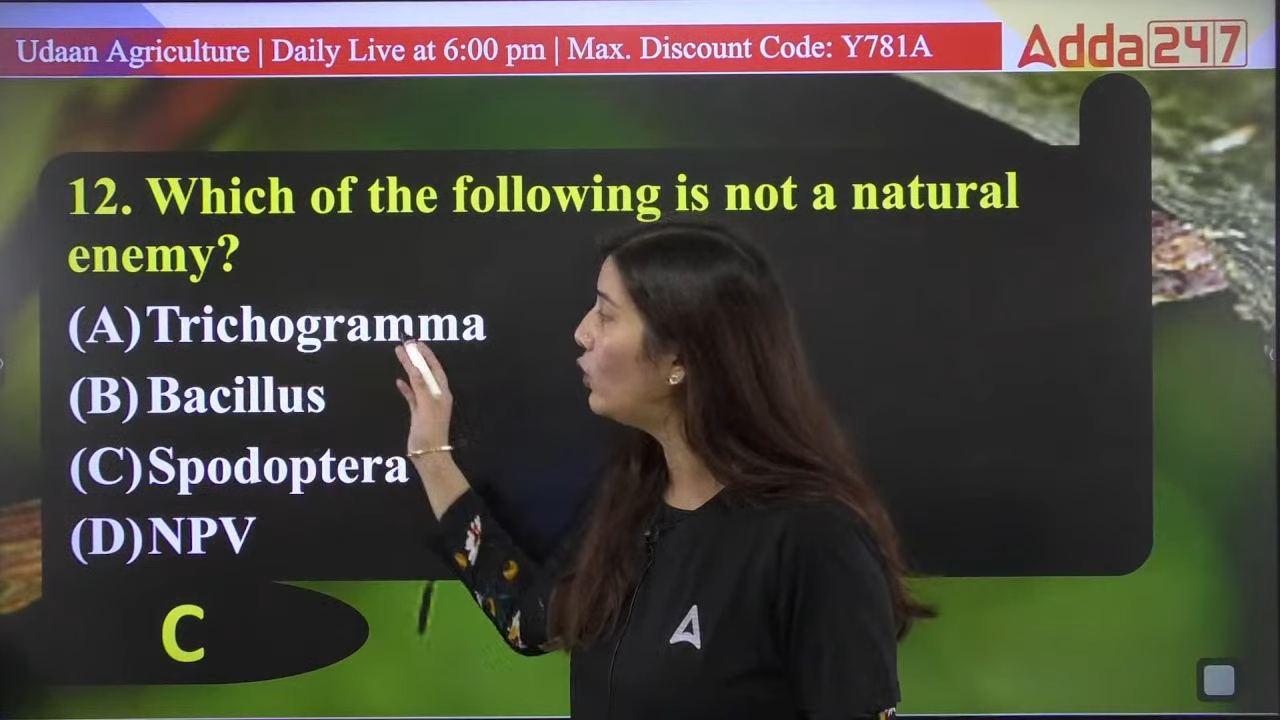 Udaan Agriculture | Daily Live at 6:00 pm | Max. Discount Code: Y781A
Adda247
12. Which of the following is not a natural
enemy?
(A) Trichogramma
(B) Bacillus
(C) Spodoptera
(D) NPV
C